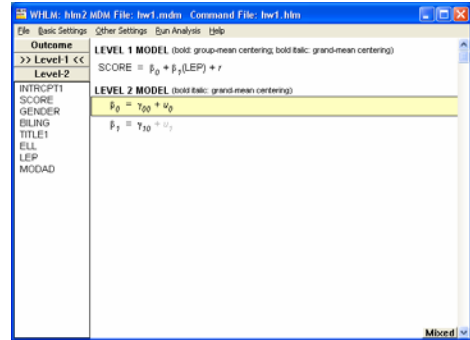 WHLM: hlm2 MDM File: hw1.mdm Command File: hw1.hlm
File Basic Settings Other Settings Run Analysis Help
Outcome
>> Level-1 <<
Level-2
INTRCPT1
SCORE
GENDER
BILING
TITLE1
ELL
LEP
MODAD
LEVEL 1 MODEL (bold: group-mean centering; bold italic: grand-mean centering)
SCORE = β₀ + β₁(LEP) + r
LEVEL 2 MODEL (bold italic: grand-mean centering)
β₀ = γ₀₀ + u₀
β₁ = γ₁₀ + u₁
Mixed